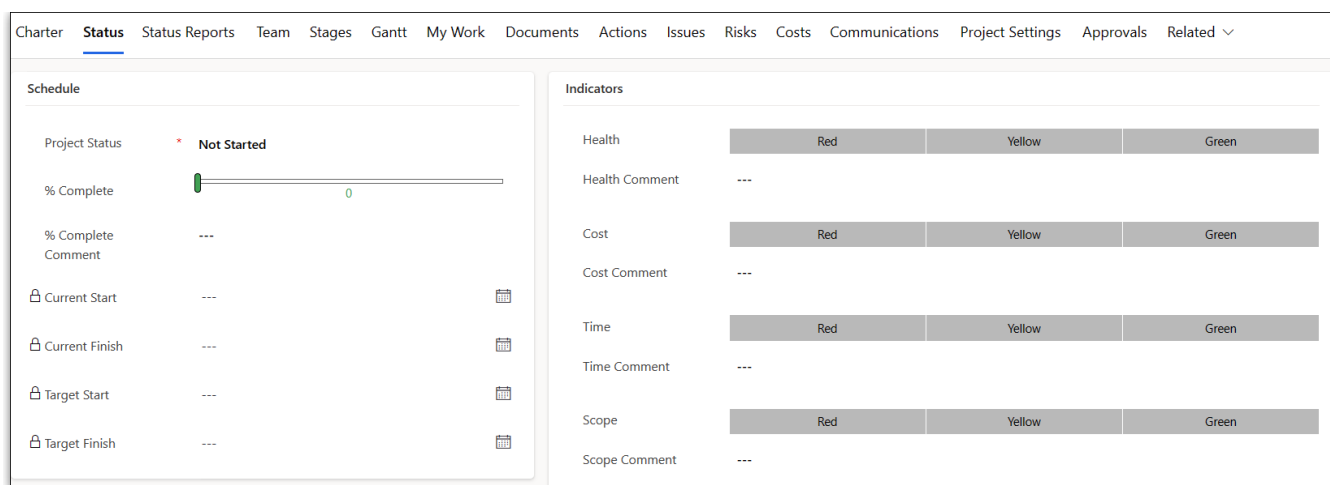 Charter Status Status Reports Team Stages Gantt My Work Documents Actions Issues Risks Costs Communications Project Settings Approvals Related
Schedule
Project Status * Not Started
% Complete
0
% Complete
Comment
---
Current Start ---
Current Finish ---
Target Start ---
Target Finish ---
Indicators
Health Red Yellow Green
Health Comment ---
Cost Red Yellow Green
Cost Comment ---
Time Red Yellow Green
Time Comment ---
Scope Red Yellow Green
Scope Comment ---